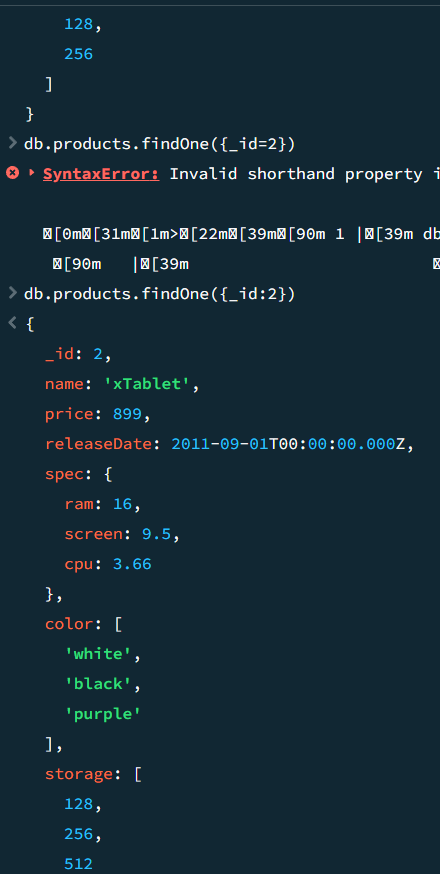 128,
256
]
}
> db.products.findOne({_id=2})
SyntaxError: Invalid shorthand property i
[0m[31m[1m>[22m[39m[90m 1 |[39m db
[90m   |[39m
> db.products.findOne({_id:2})
< {
_id: 2,
name: 'xTablet',
price: 899,
releaseDate: 2011-09-01T00:00:00.000Z,
spec: {
ram: 16,
screen: 9.5,
cpu: 3.66
},
color: [
'white',
'black',
'purple'
],
storage: [
128,
256,
512